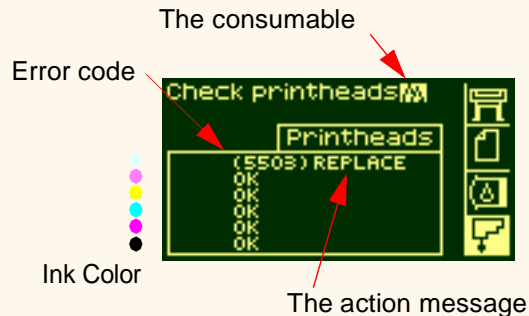 The consumable
Error code
Check printheads
Printheads
(5503) REPLACE
OK
OK
OK
OK
OK
Ink Color
The action message